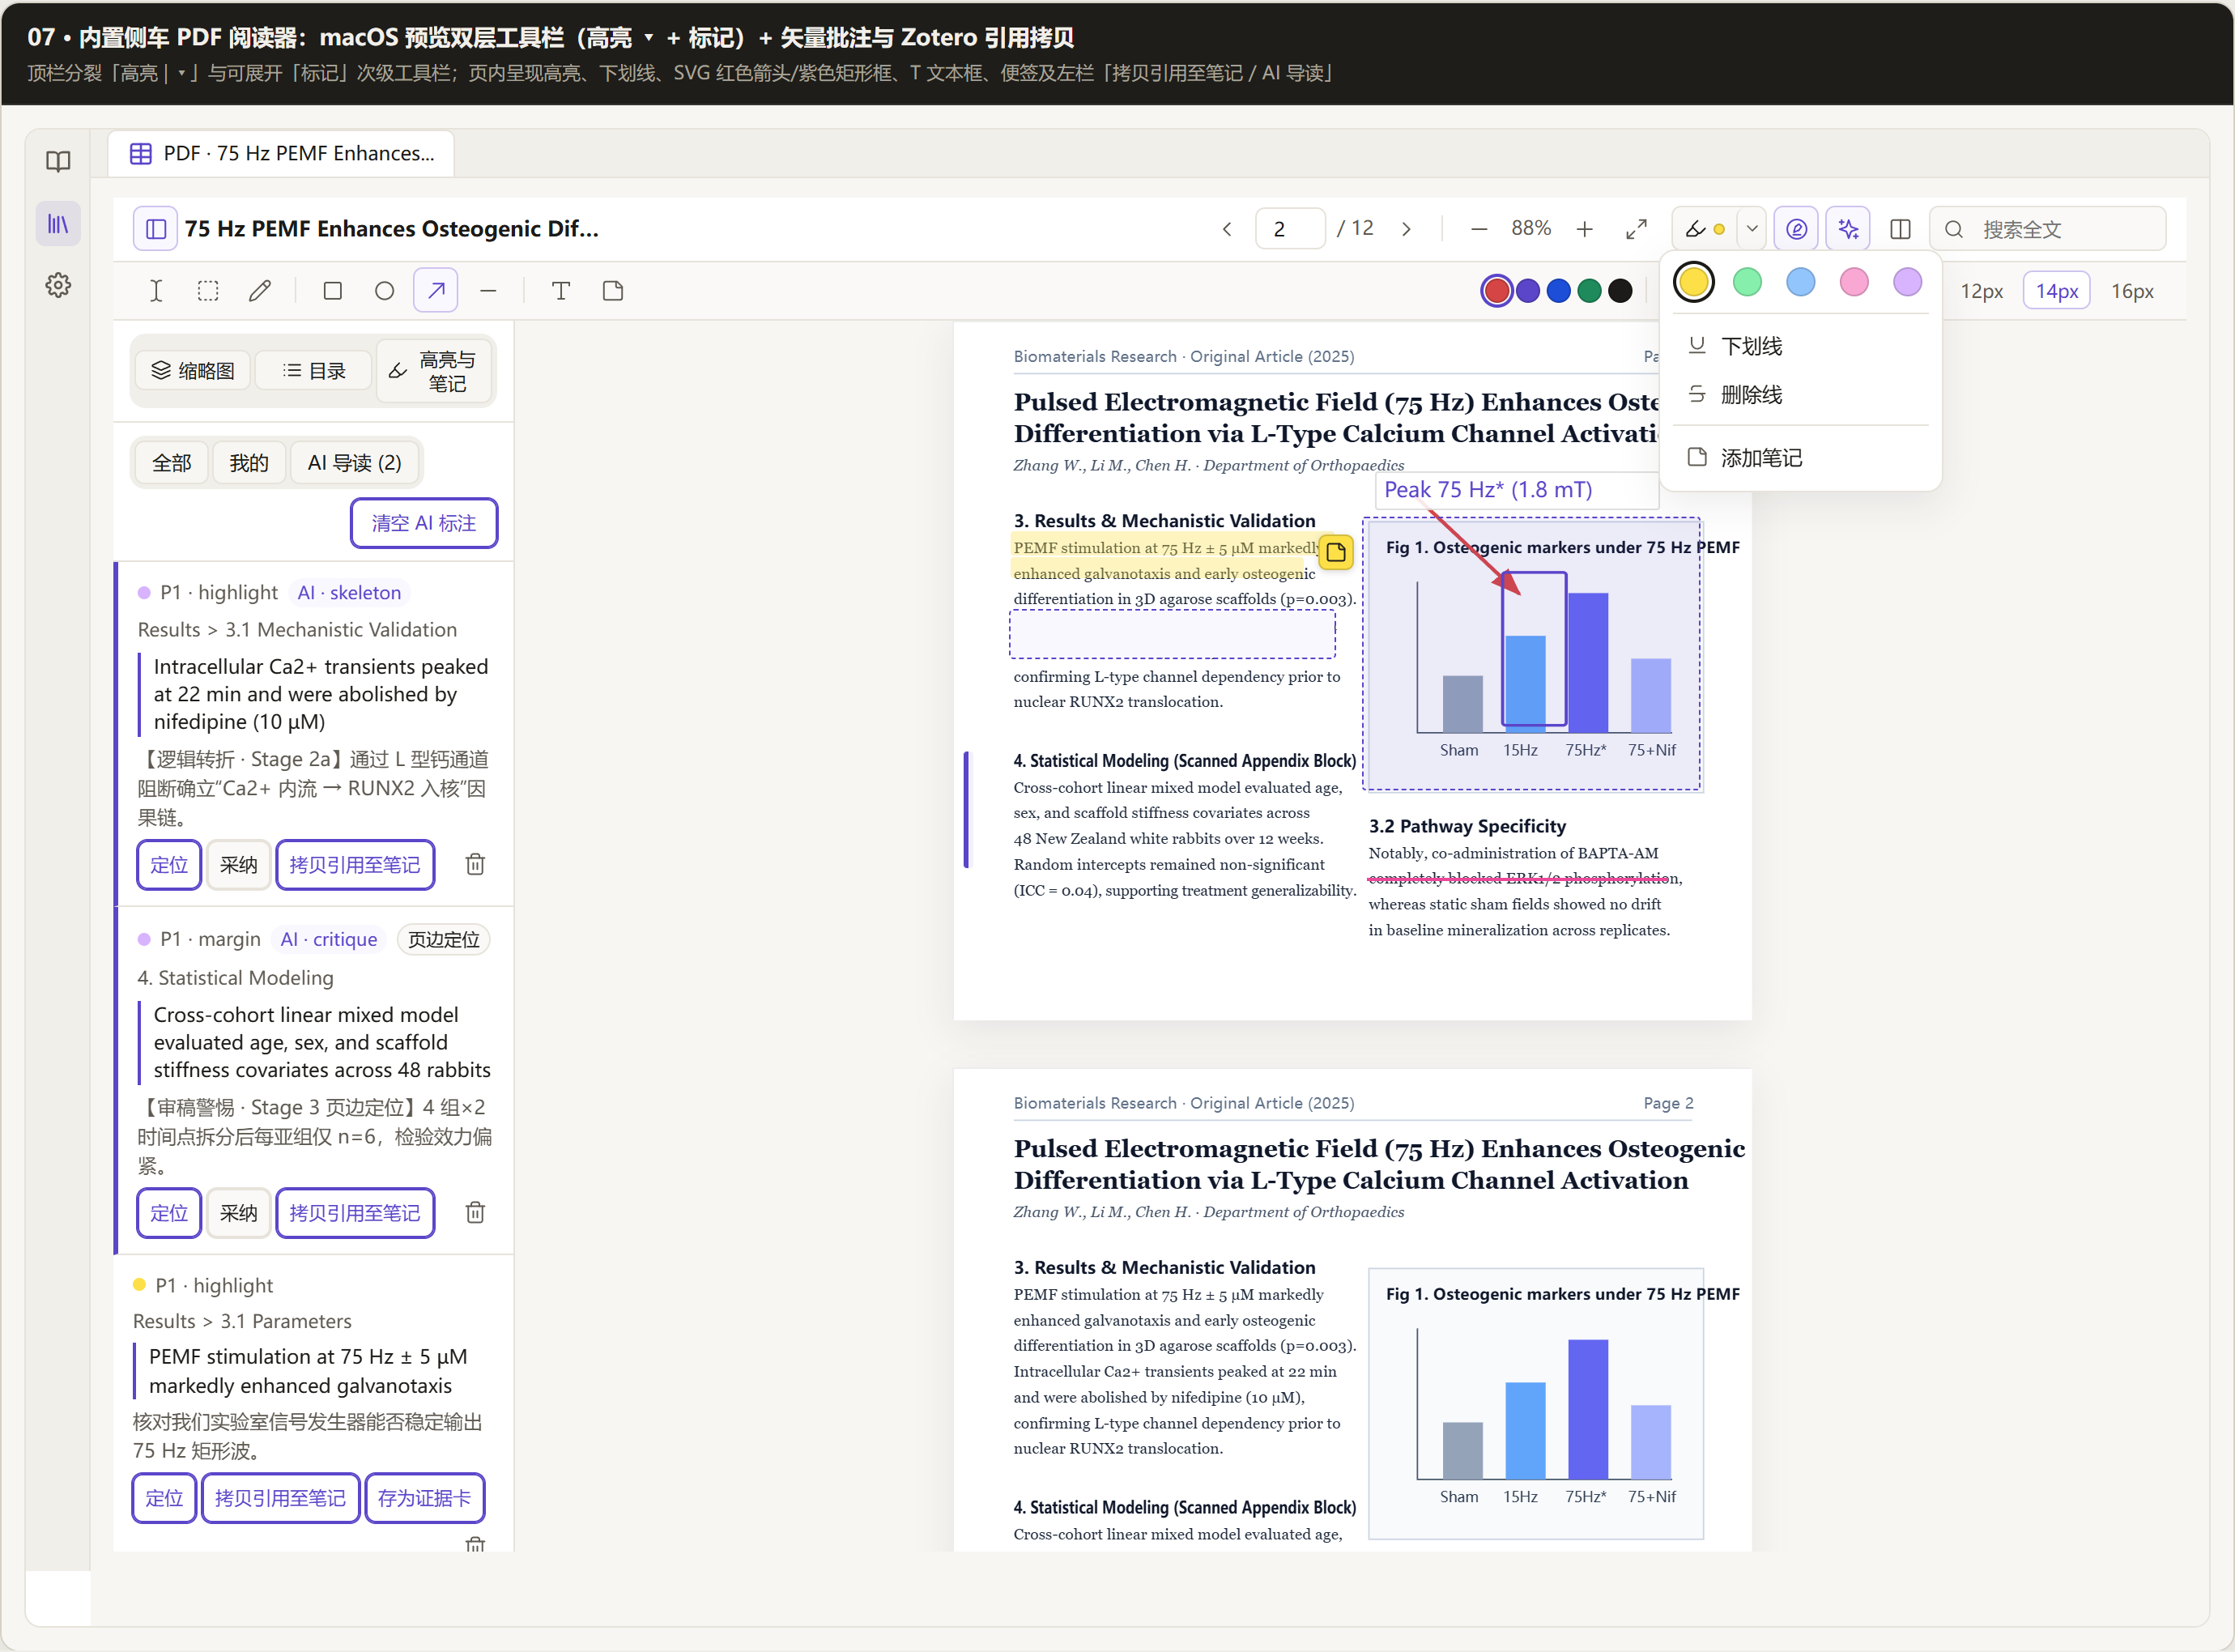 07 • 内置侧车 PDF 阅读器：macOS 预览双层工具栏（高亮 ▾ + 标记）+ 矢量批注与 Zotero 引用拷贝
顶栏分裂「高亮 | ▾」与可展开「标记」次级工具栏；页内呈现高亮、下划线、SVG 红色箭头/紫色矩形框、T 文本框、便签及左栏「拷贝引用至笔记 / AI 导读」
PDF · 75 Hz PEMF Enhances...
75 Hz PEMF Enhances Osteogenic Dif...
2 / 12
88%
搜索全文
12px 14px 16px
下划线
删除线
添加笔记
缩略图
目录
高亮与
笔记
全部 我的 AI 导读 (2)
清空 AI 标注
P1 · highlight AI · skeleton
Results > 3.1 Mechanistic Validation
Intracellular Ca2+ transients peaked
at 22 min and were abolished by
nifedipine (10 μM)
【逻辑转折 · Stage 2a】通过 L 型钙通道
阻断确立“Ca2+ 内流 → RUNX2 入核”因
果链。
定位 采纳 拷贝引用至笔记
P1 · margin AI · critique 页边定位
4. Statistical Modeling
Cross-cohort linear mixed model
evaluated age, sex, and scaffold
stiffness covariates across 48 rabbits
【审稿警惕 · Stage 3 页边定位】4 组×2
时间点拆分后每亚组仅 n=6，检验效力偏
紧。
定位 采纳 拷贝引用至笔记
P1 · highlight
Results > 3.1 Parameters
PEMF stimulation at 75 Hz ± 5 μM
markedly enhanced galvanotaxis
核对我们实验室信号发生器能否稳定输出
75 Hz 矩形波。
定位 拷贝引用至笔记 存为证据卡
Biomaterials Research · Original Article (2025)
Pulsed Electromagnetic Field (75 Hz) Enhances Oste
Differentiation via L-Type Calcium Channel Activati
Zhang W., Li M., Chen H. · Department of Orthopaedics
Peak 75 Hz* (1.8 mT)
3. Results & Mechanistic Validation
PEMF stimulation at 75 Hz ± 5 μM markedly
enhanced galvanotaxis and early osteogenic
differentiation in 3D agarose scaffolds (p=0.003).
confirming L-type channel dependency prior to
nuclear RUNX2 translocation.
4. Statistical Modeling (Scanned Appendix Block)
Cross-cohort linear mixed model evaluated age,
sex, and scaffold stiffness covariates across
48 New Zealand white rabbits over 12 weeks.
Random intercepts remained non-significant
(ICC = 0.04), supporting treatment generalizability.
Fig 1. Osteogenic markers under 75 Hz PEMF
Sham 15Hz 75Hz* 75+Nif
3.2 Pathway Specificity
Notably, co-administration of BAPTA-AM
completely blocked ERK1/2 phosphorylation,
whereas static sham fields showed no drift
in baseline mineralization across replicates.
Biomaterials Research · Original Article (2025) Page 2
Pulsed Electromagnetic Field (75 Hz) Enhances Osteogenic
Differentiation via L-Type Calcium Channel Activation
Zhang W., Li M., Chen H. · Department of Orthopaedics
3. Results & Mechanistic Validation
PEMF stimulation at 75 Hz ± 5 μM markedly
enhanced galvanotaxis and early osteogenic
differentiation in 3D agarose scaffolds (p=0.003).
Intracellular Ca2+ transients peaked at 22 min
and were abolished by nifedipine (10 μM),
confirming L-type channel dependency prior to
nuclear RUNX2 translocation.
4. Statistical Modeling (Scanned Appendix Block)
Cross-cohort linear mixed model evaluated age,
Fig 1. Osteogenic markers under 75 Hz PEMF
Sham 15Hz 75Hz* 75+Nif